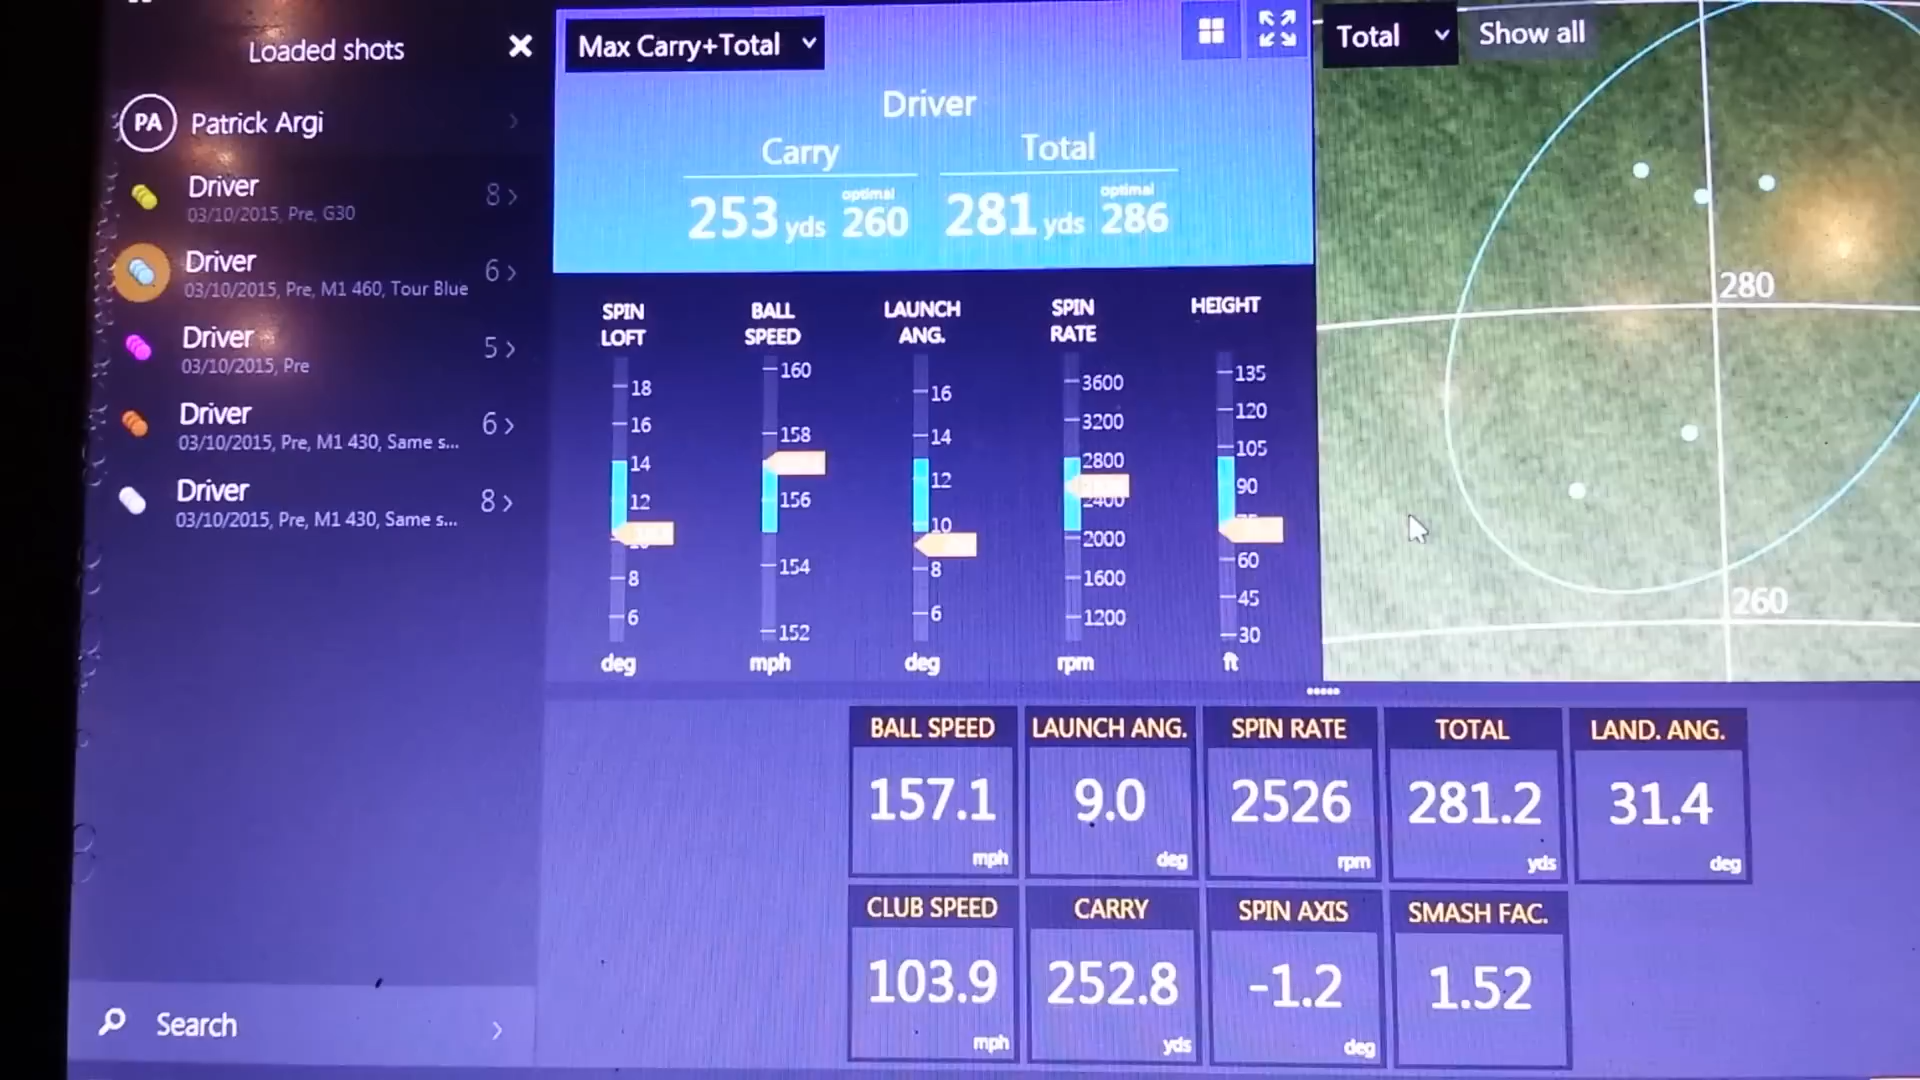 Loaded shots
PA Patrick Argi
Driver 8
03/10/2015, Pre, G30
Driver 6
03/10/2015, Pre, M1 460, Tour Blue
Driver 5
03/10/2015, Pre
Driver 6
03/10/2015, Pre, M1 430, Same s...
Driver 8
03/10/2015, Pre, M1 430, Same s...
Search
Max Carry+Total
Driver
Carry Total
253 yds optimal 260 281 yds optimal 286
SPIN LOFT
18
16
14
12
8
6
deg
BALL SPEED
160
158
156
154
152
mph
LAUNCH ANG.
16
14
12
10
8
6
deg
SPIN RATE
3600
3200
2800
2400
2000
1600
1200
rpm
HEIGHT
135
120
105
90
60
45
30
ft
Total Show all
280
260
BALL SPEED LAUNCH ANG. SPIN RATE TOTAL LAND. ANG.
157.1 9.0 2526 281.2 31.4
mph deg rpm yds deg
CLUB SPEED CARRY SPIN AXIS SMASH FAC.
103.9 252.8 -1.2 1.52
mph yds deg